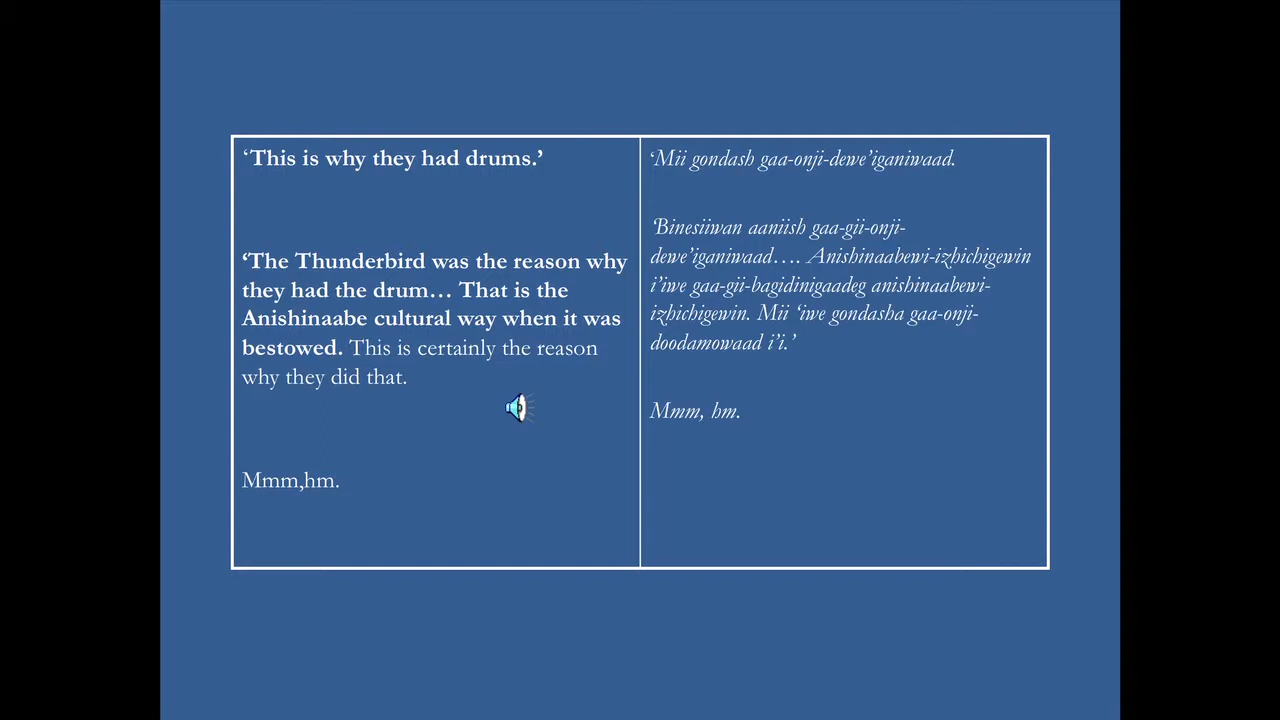 ‘This is why they had drums.’
‘The Thunderbird was the reason why
they had the drum… That is the
Anishinaabe cultural way when it was
bestowed. This is certainly the reason
why they did that.
Mmm,hm.
‘Mii gondash gaa-onji-dewe’iganiwaad.
‘Binesiiwan aaniish gaa-gii-onji-
dewe’iganiwaad…. Anishinaabewi-izhichigewin
i’iwe gaa-gii-bagidinigaadeg anishinaabewi-
izhichigewin. Mii ‘iwe gondasha gaa-onji-
doodamowaad i’i.’
Mmm, hm.